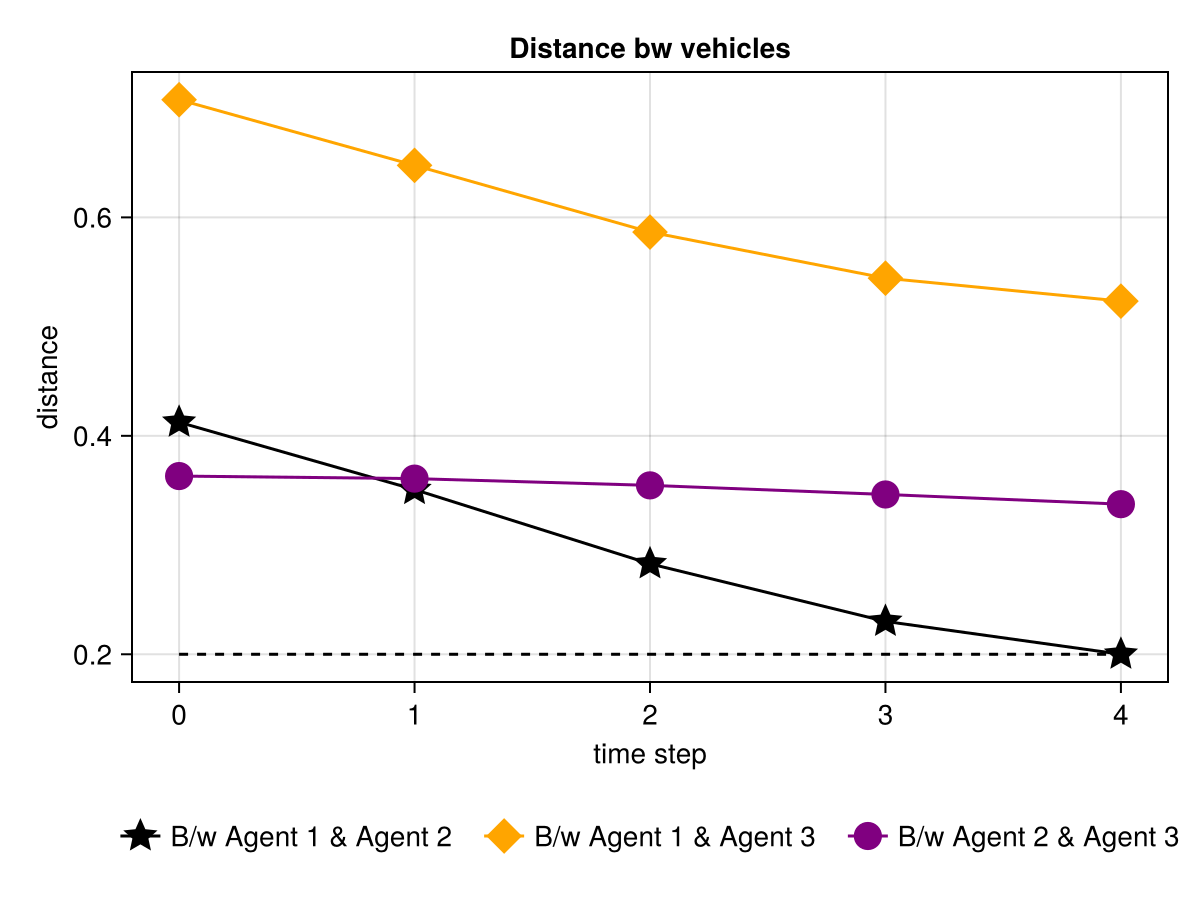 Distance bw vehicles
distance
0.6
0.4
0.2
0 1 2 3 4
time step
B/w Agent 1 & Agent 2 B/w Agent 1 & Agent 3 B/w Agent 2 & Agent 3